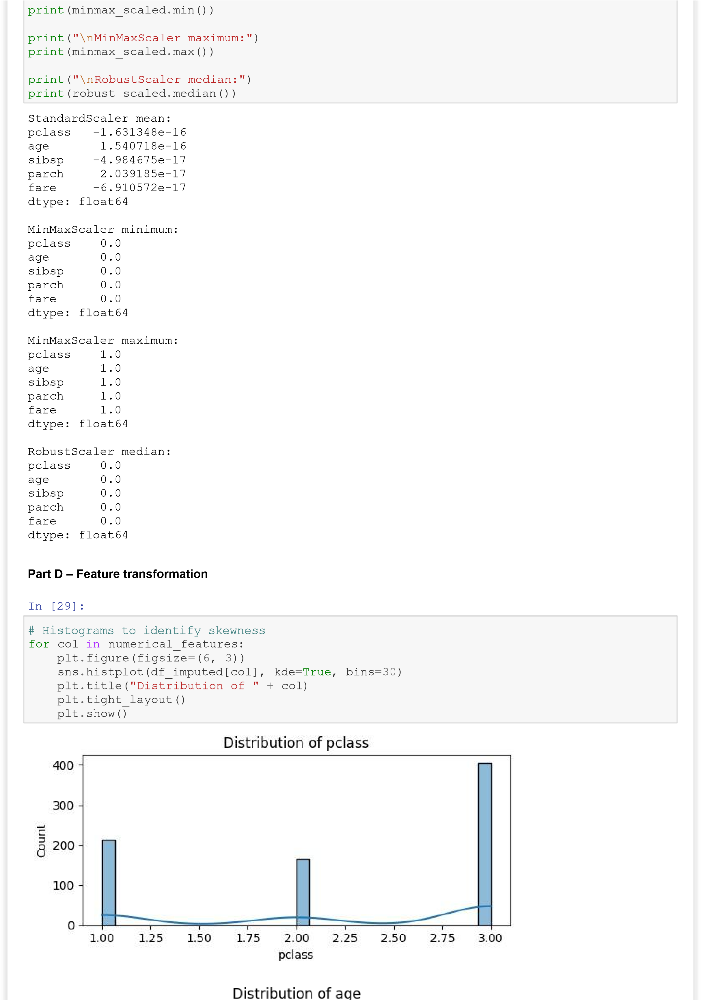 print(minmax_scaled.min())
print("\nMinMaxScaler maximum:")
print(minmax_scaled.max())
print("\nRobustScaler median:")
print(robust_scaled.median())
StandardScaler mean:
pclass   -1.631348e-16
age       1.540718e-16
sibsp    -4.984675e-17
parch     2.039185e-17
fare     -6.910572e-17
dtype: float64
MinMaxScaler minimum:
pclass    0.0
age       0.0
sibsp     0.0
parch     0.0
fare      0.0
dtype: float64
MinMaxScaler maximum:
pclass    1.0
age       1.0
sibsp     1.0
parch     1.0
fare      1.0
dtype: float64
RobustScaler median:
pclass    0.0
age       0.0
sibsp     0.0
parch     0.0
fare      0.0
dtype: float64
Part D – Feature transformation
In [29]:
# Histograms to identify skewness
for col in numerical_features:
    plt.figure(figsize=(6, 3))
    sns.histplot(df_imputed[col], kde=True, bins=30)
    plt.title("Distribution of " + col)
    plt.tight_layout()
    plt.show()
Distribution of pclass
400
300
200
100
0
Count
1.00 1.25 1.50 1.75 2.00 2.25 2.50 2.75 3.00
pclass
Distribution of age